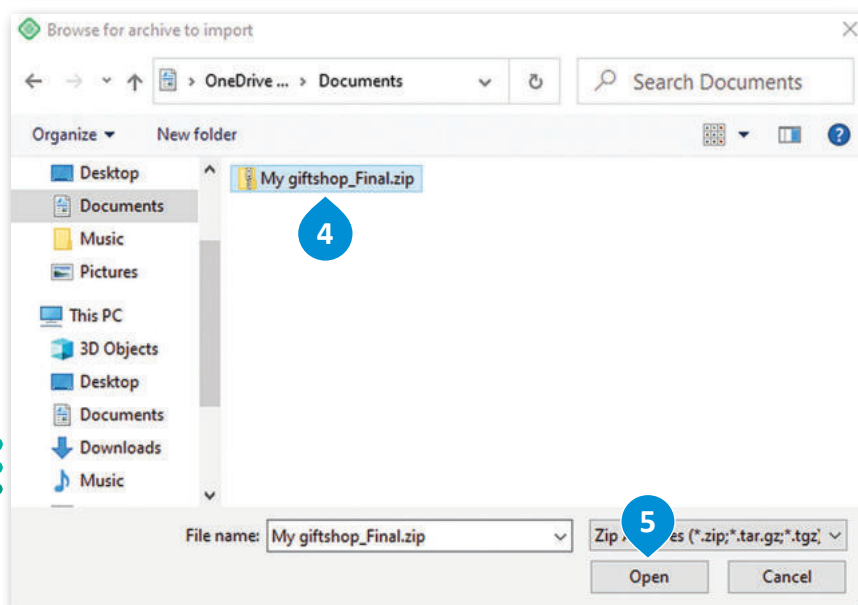 Browse for archive to import
OneDrive ... > Documents
Search Documents
Organize
New folder
Desktop
Documents
Music
Pictures
This PC
3D Objects
Desktop
Documents
Downloads
Music
My giftshop_Final.zip
4
File name: My giftshop_Final.zip
Zip (*.zip;*.tar.gz;*.tgz
5
Open
Cancel